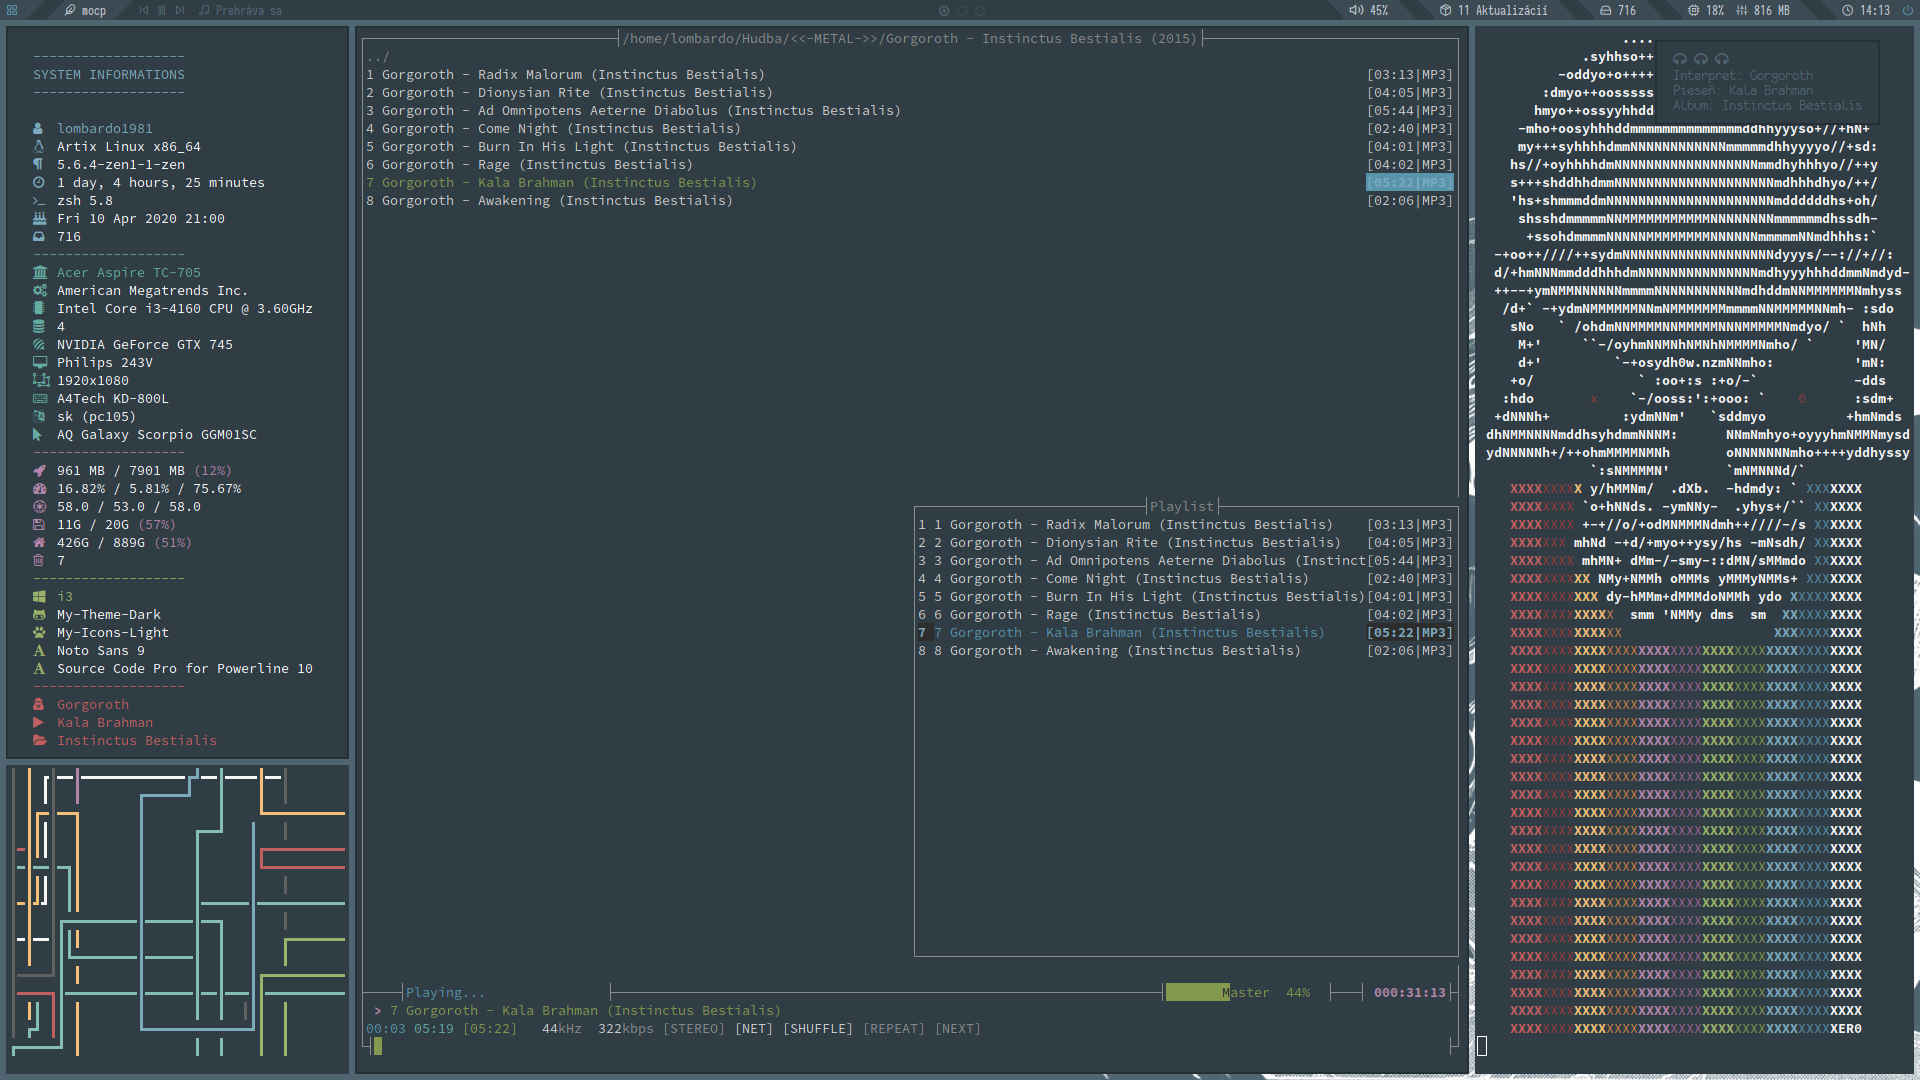 mocp
Prehráva sa
45%
11 Aktualizácií
716
18%
816 MB
14:13
-------------------
SYSTEM INFORMATIONS
-------------------
lombardo1981
Artix Linux x86_64
5.6.4-zen1-1-zen
1 day, 4 hours, 25 minutes
zsh 5.8
Fri 10 Apr 2020 21:00
716
-------------------
Acer Aspire TC-705
American Megatrends Inc.
Intel Core i3-4160 CPU @ 3.60GHz
4
NVIDIA GeForce GTX 745
Philips 243V
1920x1080
A4Tech KD-800L
sk (pc105)
AQ Galaxy Scorpio GGM01SC
-------------------
961 MB / 7901 MB (12%)
16.82% / 5.81% / 75.67%
58.0 / 53.0 / 58.0
11G / 20G (57%)
426G / 889G (51%)
7
-------------------
i3
My-Theme-Dark
My-Icons-Light
Noto Sans 9
Source Code Pro for Powerline 10
-------------------
Gorgoroth
Kala Brahman
Instinctus Bestialis
/home/lombardo/Hudba/<<-METAL->>/Gorgoroth - Instinctus Bestialis (2015)
../
1 Gorgoroth - Radix Malorum (Instinctus Bestialis) [03:13|MP3]
2 Gorgoroth - Dionysian Rite (Instinctus Bestialis) [04:05|MP3]
3 Gorgoroth - Ad Omnipotens Aeterne Diabolus (Instinctus Bestialis) [05:44|MP3]
4 Gorgoroth - Come Night (Instinctus Bestialis) [02:40|MP3]
5 Gorgoroth - Burn In His Light (Instinctus Bestialis) [04:01|MP3]
6 Gorgoroth - Rage (Instinctus Bestialis) [04:02|MP3]
7 Gorgoroth - Kala Brahman (Instinctus Bestialis) [05:22|MP3]
8 Gorgoroth - Awakening (Instinctus Bestialis) [02:06|MP3]
Playlist
1 1 Gorgoroth - Radix Malorum (Instinctus Bestialis) [03:13|MP3]
2 2 Gorgoroth - Dionysian Rite (Instinctus Bestialis) [04:05|MP3]
3 3 Gorgoroth - Ad Omnipotens Aeterne Diabolus (Instinct[05:44|MP3]
4 4 Gorgoroth - Come Night (Instinctus Bestialis) [02:40|MP3]
5 5 Gorgoroth - Burn In His Light (Instinctus Bestialis)[04:01|MP3]
6 6 Gorgoroth - Rage (Instinctus Bestialis) [04:02|MP3]
7 7 Gorgoroth - Kala Brahman (Instinctus Bestialis) [05:22|MP3]
8 8 Gorgoroth - Awakening (Instinctus Bestialis) [02:06|MP3]
Playing...
Master 44%
000:31:13
> 7 Gorgoroth - Kala Brahman (Instinctus Bestialis)
00:03 05:19 [05:22] 44kHz 322kbps [STEREO] [NET] [SHUFFLE] [REPEAT] [NEXT]
Interpret: Gorgoroth
Pieseň: Kala Brahman
Album: Instinctus Bestialis
XER0